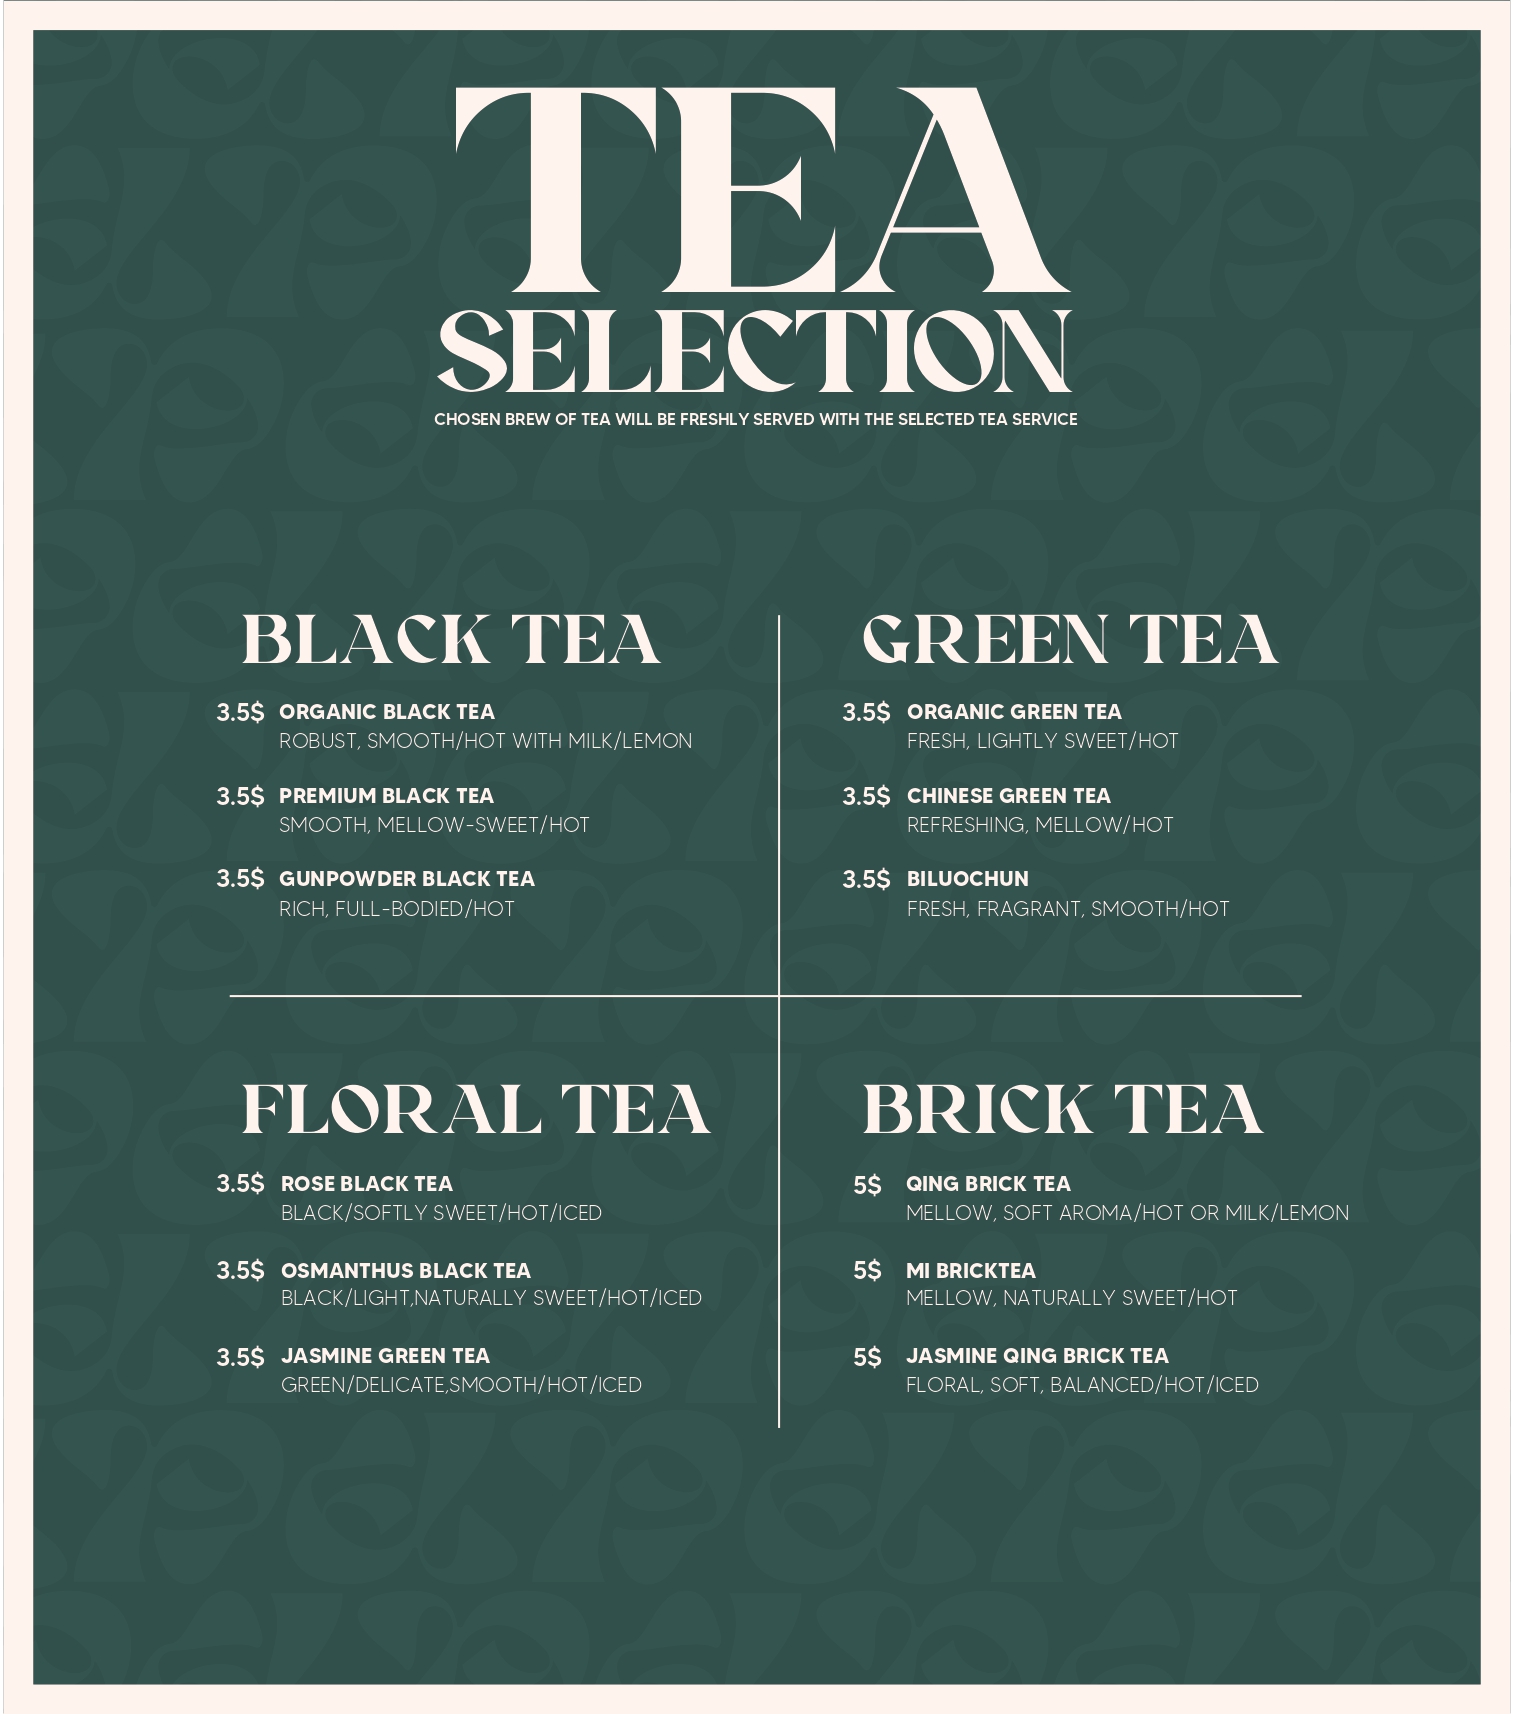 TEA
SELECTION
CHOSEN BREW OF TEA WILL BE FRESHLY SERVED WITH THE SELECTED TEA SERVICE
BLACK TEA
3.5$ ORGANIC BLACK TEA
ROBUST, SMOOTH/HOT WITH MILK/LEMON
3.5$ PREMIUM BLACK TEA
SMOOTH, MELLOW-SWEET/HOT
3.5$ GUNPOWDER BLACK TEA
RICH, FULL-BODIED/HOT
GREEN TEA
3.5$ ORGANIC GREEN TEA
FRESH, LIGHTLY SWEET/HOT
3.5$ CHINESE GREEN TEA
REFRESHING, MELLOW/HOT
3.5$ BILUOCHUN
FRESH, FRAGRANT, SMOOTH/HOT
FLORAL TEA
3.5$ ROSE BLACK TEA
BLACK/SOFTLY SWEET/HOT/ICED
3.5$ OSMANTHUS BLACK TEA
BLACK/LIGHT,NATURALLY SWEET/HOT/ICED
3.5$ JASMINE GREEN TEA
GREEN/DELICATE,SMOOTH/HOT/ICED
BRICK TEA
5$ QING BRICK TEA
MELLOW, SOFT AROMA/HOT OR MILK/LEMON
5$ MI BRICKTEA
MELLOW, NATURALLY SWEET/HOT
5$ JASMINE QING BRICK TEA
FLORAL, SOFT, BALANCED/HOT/ICED